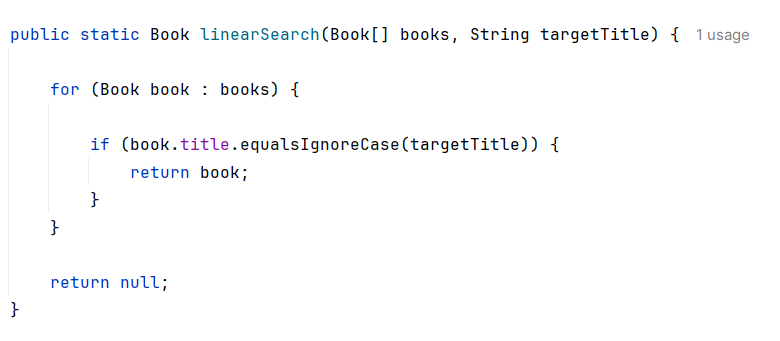 public static Book linearSearch(Book[] books, String targetTitle) { 1 usage
for (Book book : books) {
if (book.title.equalsIgnoreCase(targetTitle)) {
return book;
}
}
return null;
}